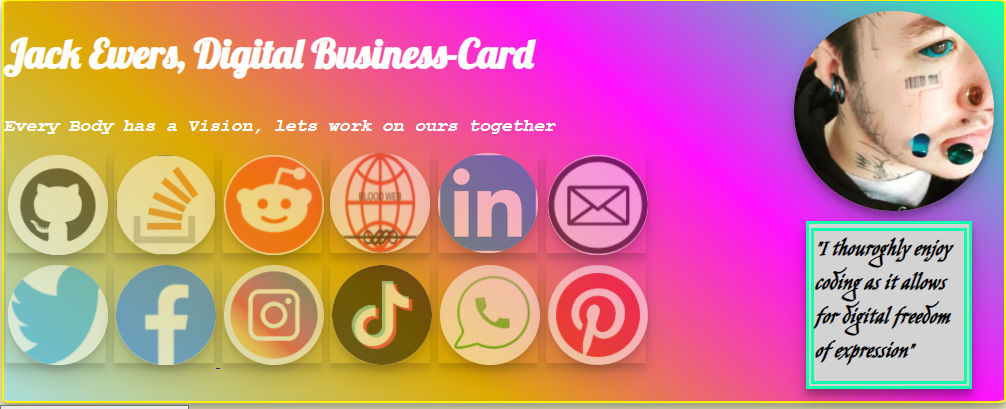 Jack Ewers, Digital Business-Card
Every Body has a Vision, lets work on ours together
BLOOD WEB
in
"I thouroghly enjoy
coding as it allows
for digital freedom
of expression"